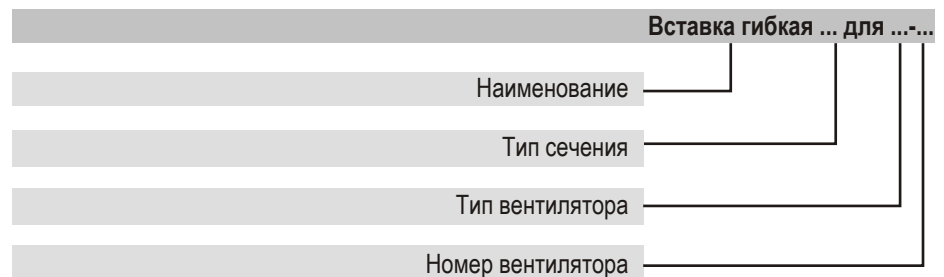 Вставка гибкая ... для ...-...
Наименование
Тип сечения
Тип вентилятора
Номер вентилятора